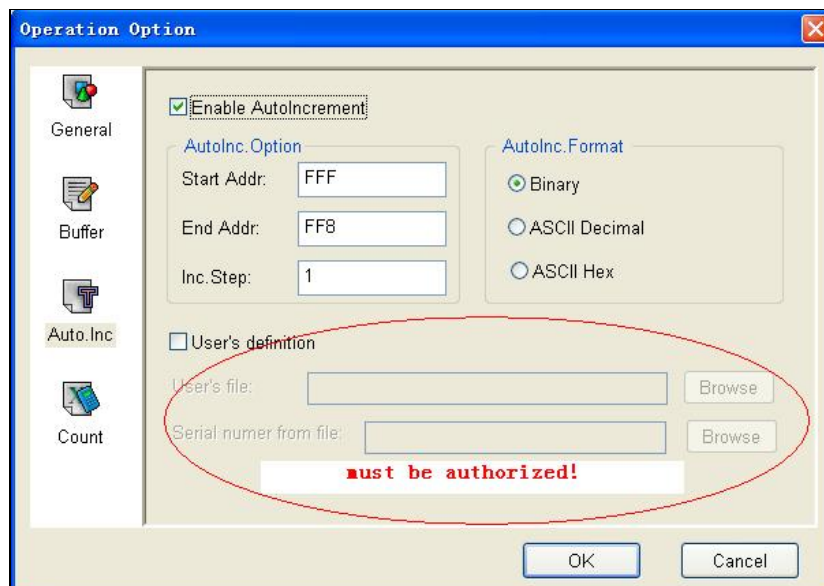 Operation Option
General
Buffer
Auto.Inc
Count
Enable AutoIncrement
AutoInc.Option
Start Addr: FFF
End Addr: FF8
Inc.Step: 1
AutoInc.Format
Binary
ASCII Decimal
ASCII Hex
User's definition
User's file: Browse
Serial numer from file: Browse
must be authorized!
OK Cancel